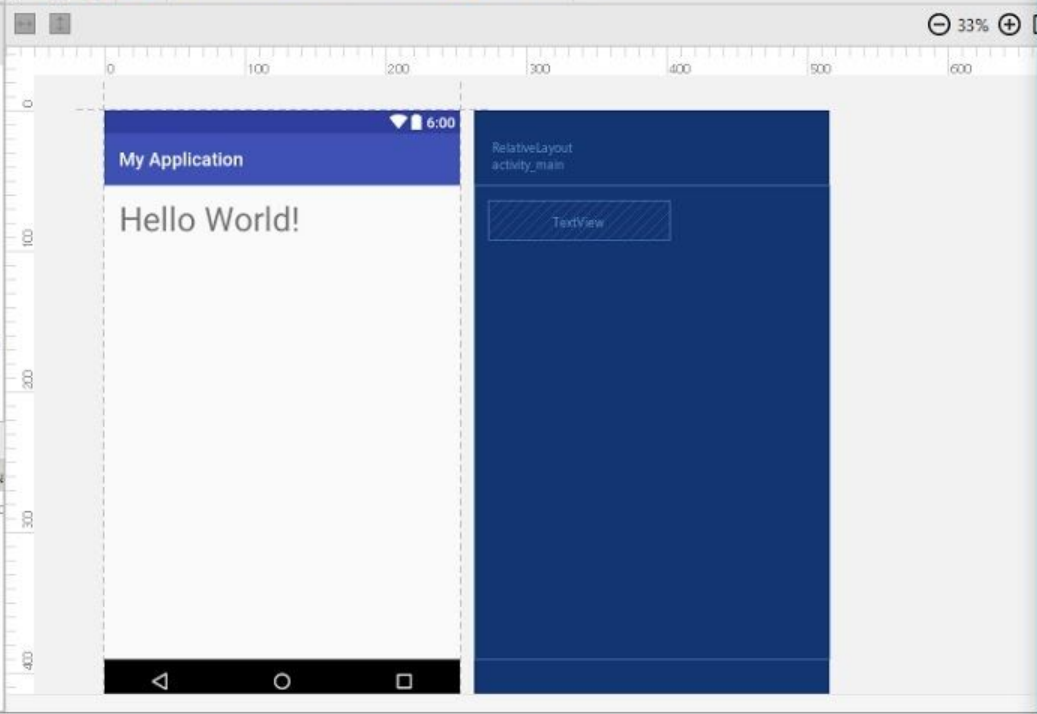 33%
0 100 200 300 400 500 600
0
6:00
My Application
RelativeLayout
activity_main
Hello World!
TextView
100
200
300
400